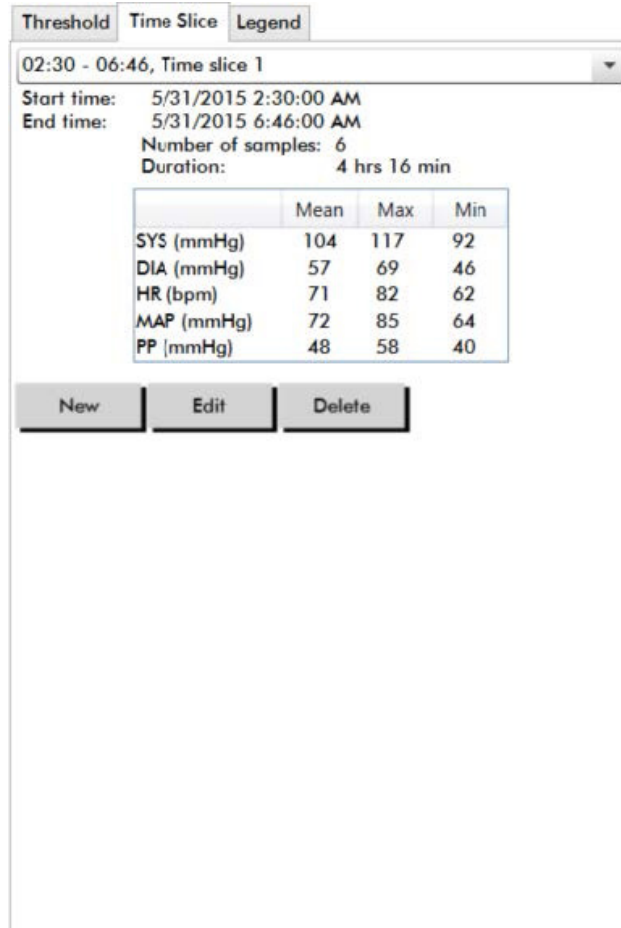 Threshold Time Slice Legend
02:30 - 06:46, Time slice 1
Start time: 5/31/2015 2:30:00 AM
End time: 5/31/2015 6:46:00 AM
Number of samples: 6
Duration: 4 hrs 16 min
Mean Max Min
SYS (mmHg) 104 117 92
DIA (mmHg) 57 69 46
HR (bpm) 71 82 62
MAP (mmHg) 72 85 64
PP (mmHg) 48 58 40
New Edit Delete